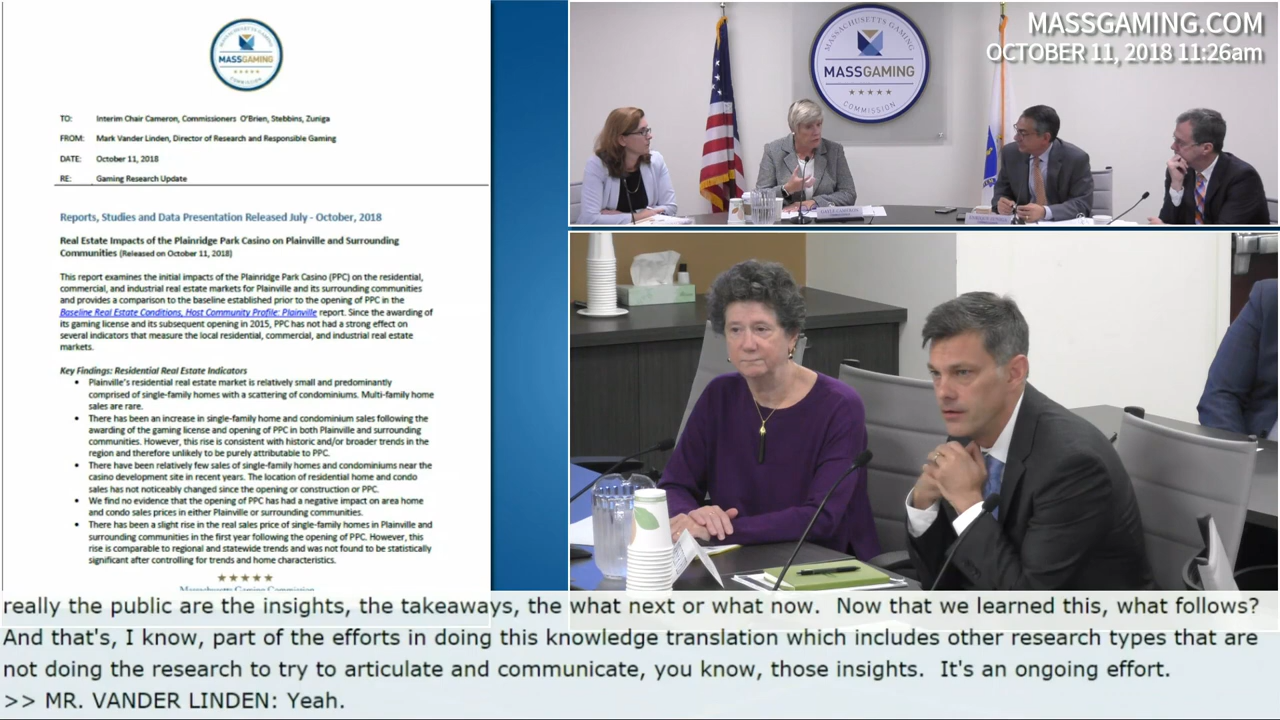 MASSACHUSETTS GAMING
MASSGAMING
COMMISSION
TO: Interim Chair Cameron, Commissioners O'Brien, Stebbins, Zuniga
FROM: Mark Vander Linden, Director of Research and Responsible Gaming
DATE: October 11, 2018
RE: Gaming Research Update
Reports, Studies and Data Presentation Released July - October, 2018
Real Estate Impacts of the Plainridge Park Casino on Plainville and Surrounding
Communities (Released on October 11, 2018)
This report examines the initial impacts of the Plainridge Park Casino (PPC) on the residential,
commercial, and industrial real estate markets for Plainville and its surrounding communities
and provides a comparison to the baseline established prior to the opening of PPC in the
Baseline Real Estate Conditions, Host Community Profile: Plainville report. Since the awarding of
its gaming license and its subsequent opening in 2015, PPC has not had a strong effect on
several indicators that measure the local residential, commercial, and industrial real estate
markets.
Key Findings: Residential Real Estate Indicators
• Plainville's residential real estate market is relatively small and predominantly
comprised of single-family homes with a scattering of condominiums. Multi-family home
sales are rare.
• There has been an increase in single-family home and condominium sales following the
awarding of the gaming license and opening of PPC in both Plainville and surrounding
communities. However, this rise is consistent with historic and/or broader trends in the
region and therefore unlikely to be purely attributable to PPC.
• There have been relatively few sales of single-family homes and condominiums near the
casino development site in recent years. The location of residential home and condo
sales has not noticeably changed since the opening or construction or PPC.
• We find no evidence that the opening of PPC has had a negative impact on area home
and condo sales prices in either Plainville or surrounding communities.
• There has been a slight rise in the real sales price of single-family homes in Plainville and
surrounding communities in the first year following the opening of PPC. However, this
rise is comparable to regional and statewide trends and was not found to be statistically
significant after controlling for trends and home characteristics.
Massachusetts Gaming Commission
MASSACHUSETTS GAMING
MASSGAMING
COMMISSION
MASSGAMING.COM
OCTOBER 11, 2018 11:26am
really the public are the insights, the takeaways, the what next or what now. Now that we learned this, what follows?
And that's, I know, part of the efforts in doing this knowledge translation which includes other research types that are
not doing the research to try to articulate and communicate, you know, those insights. It's an ongoing effort.
>> MR. VANDER LINDEN: Yeah.